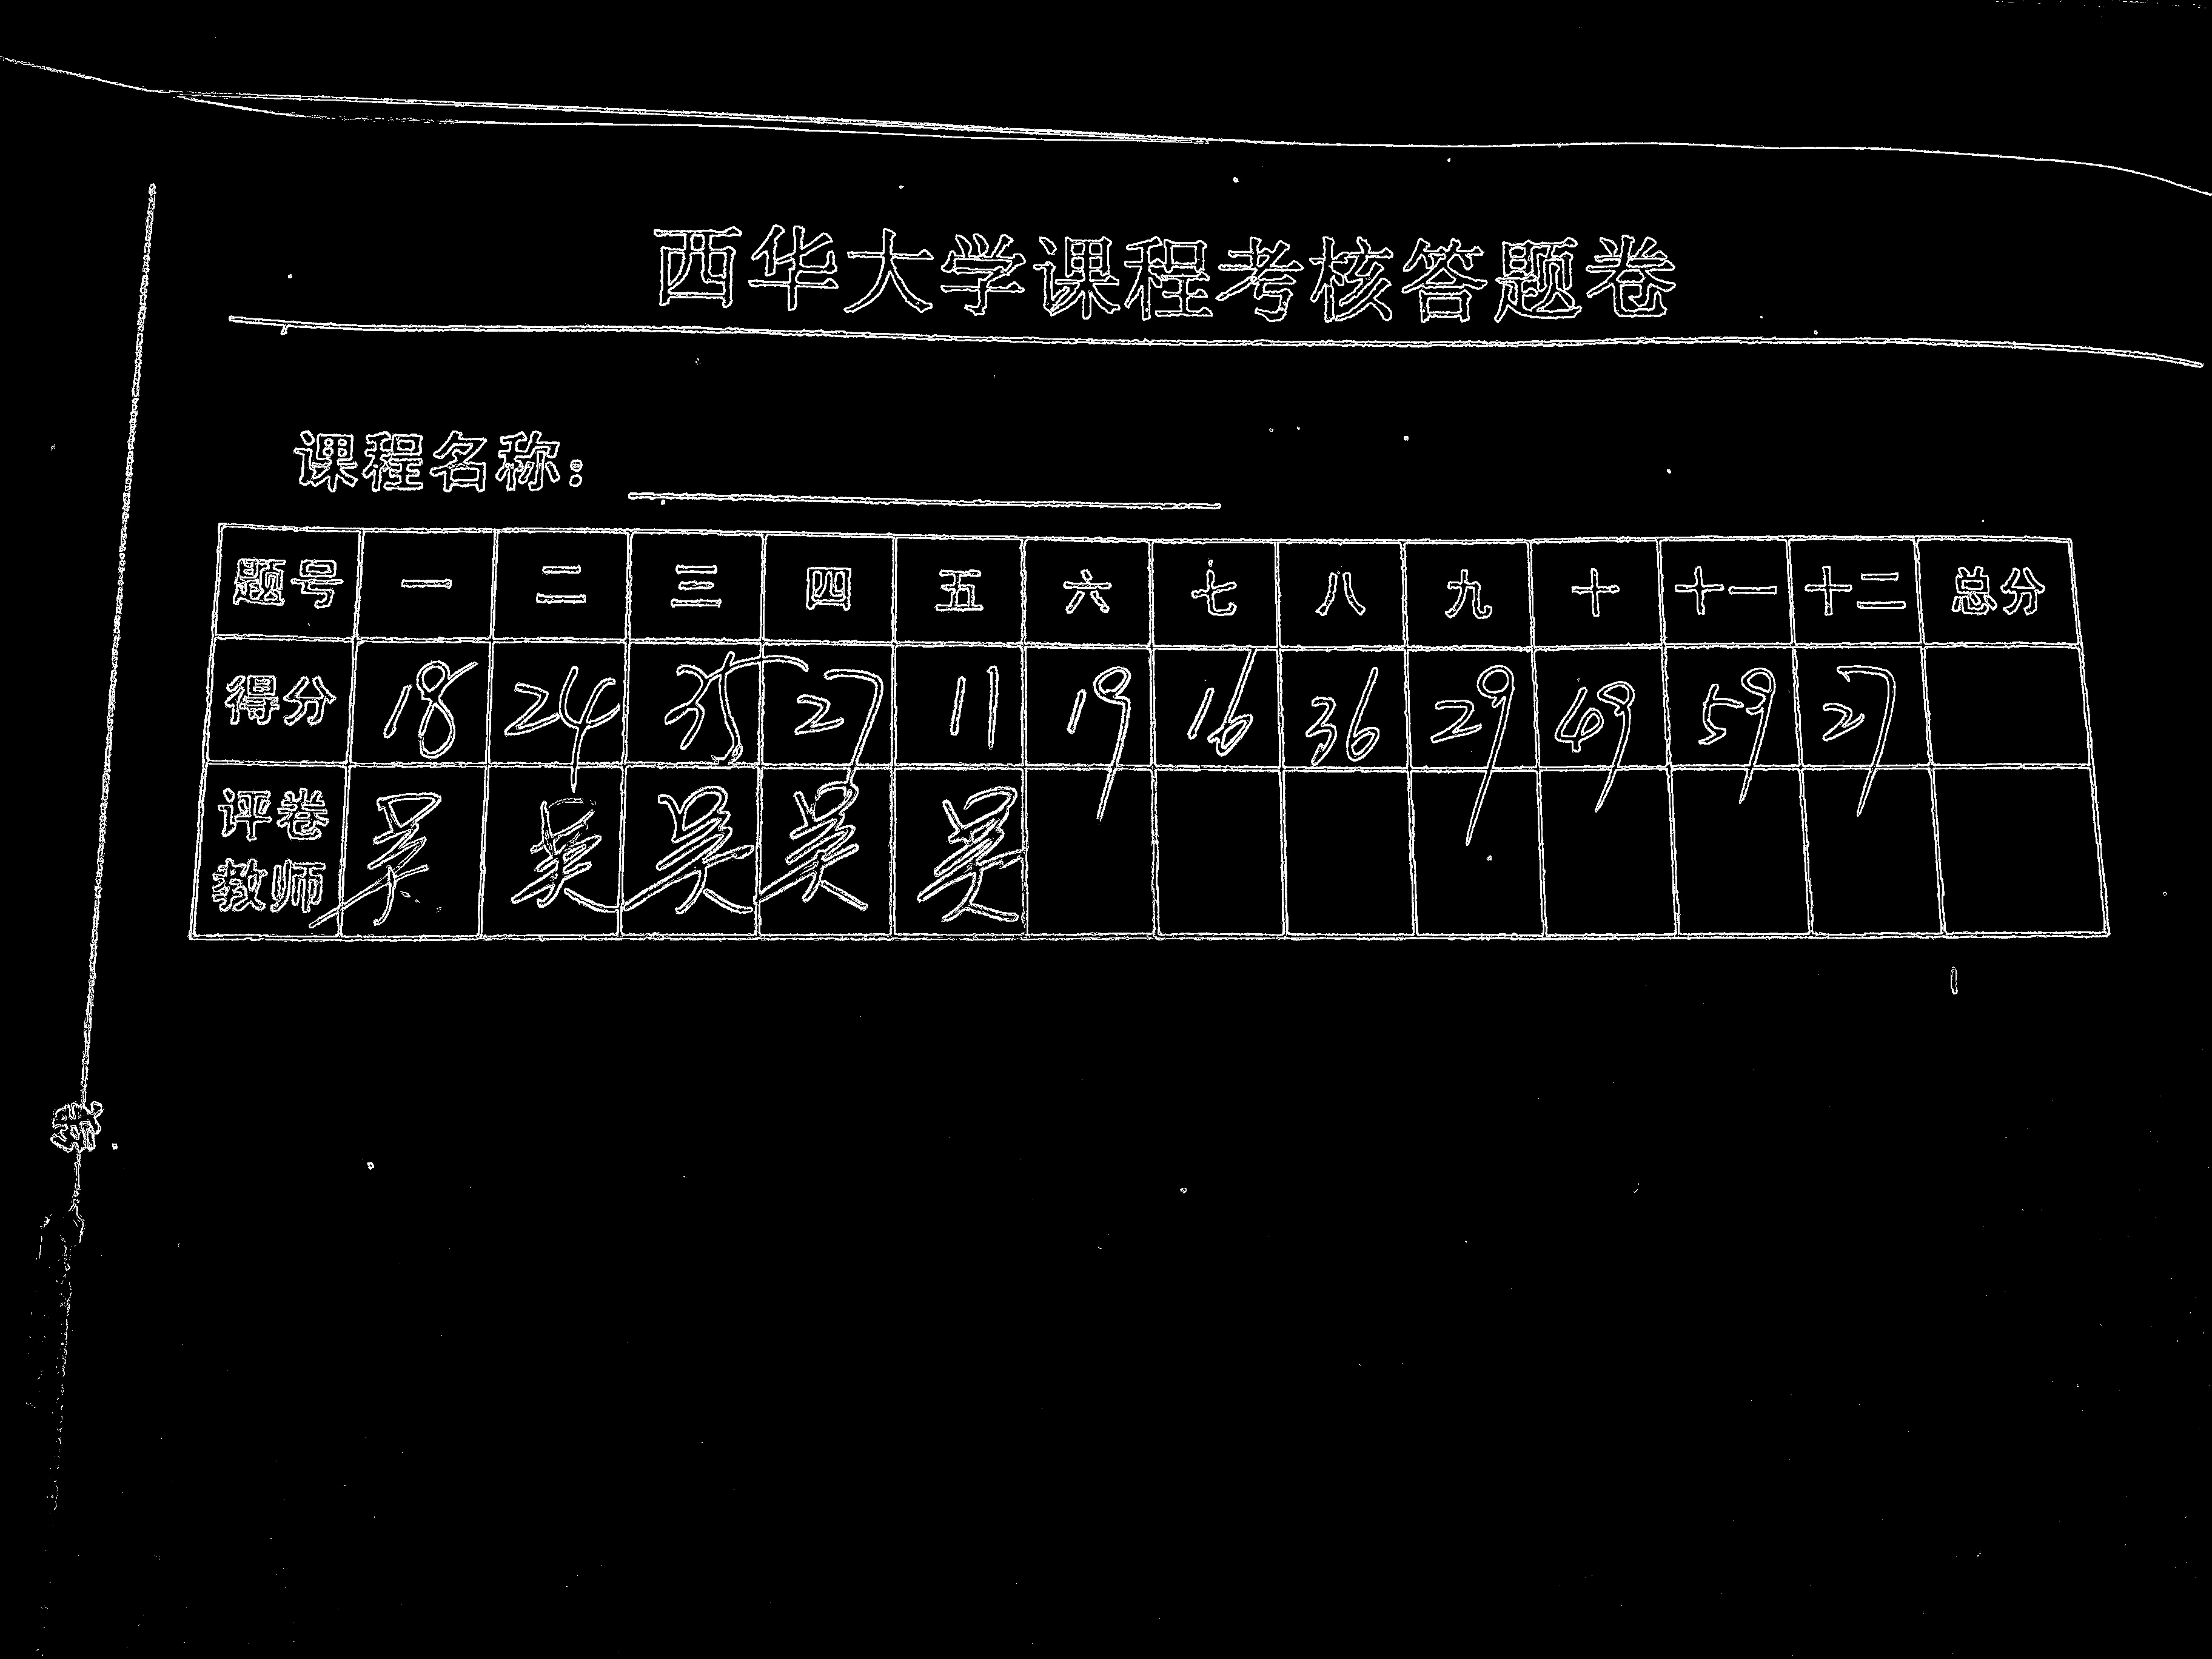 西华大学课程考核答题卷
课程名称:
题号 一 二 三 四 五 六 七 八 九 十 十一 十二 总分
得分 18 24 35 27 11 19 16 36 29 49 59 27
评卷教师 吴 吴 吴 吴 吴